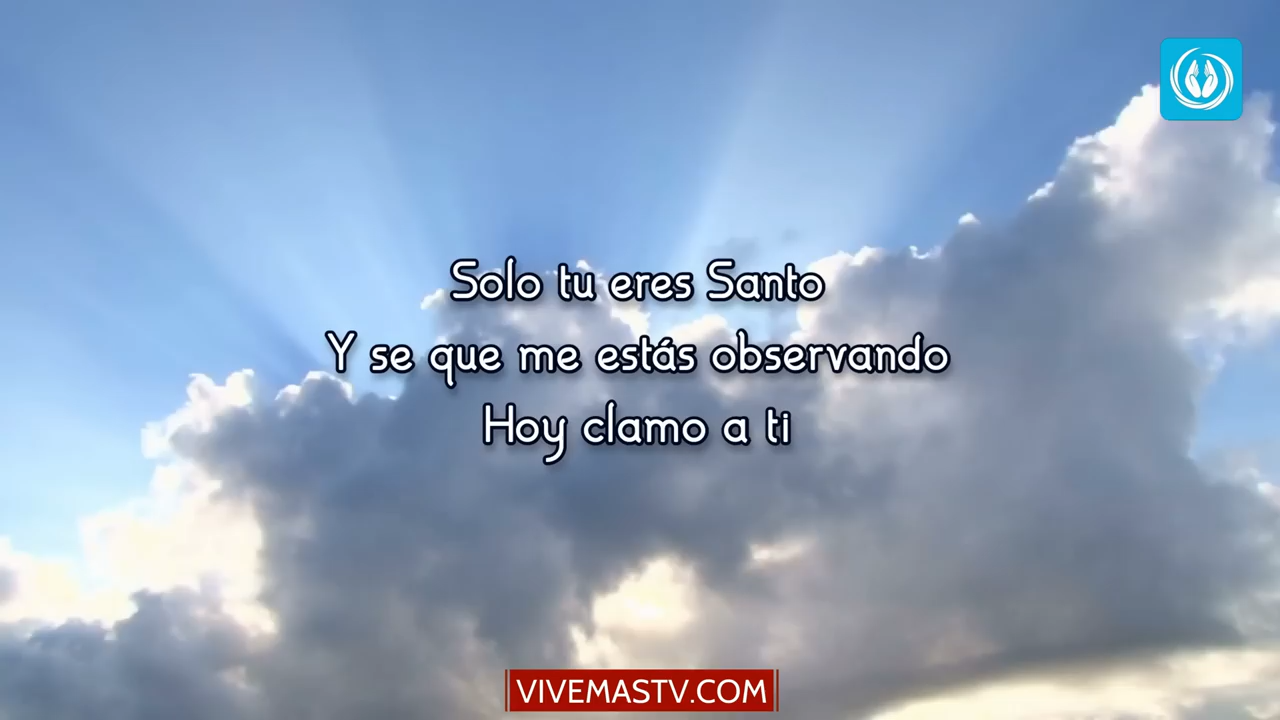 Solo tu eres Santo
Y se que me estás observando
Hoy clamo a ti
VIVEMASTV.COM